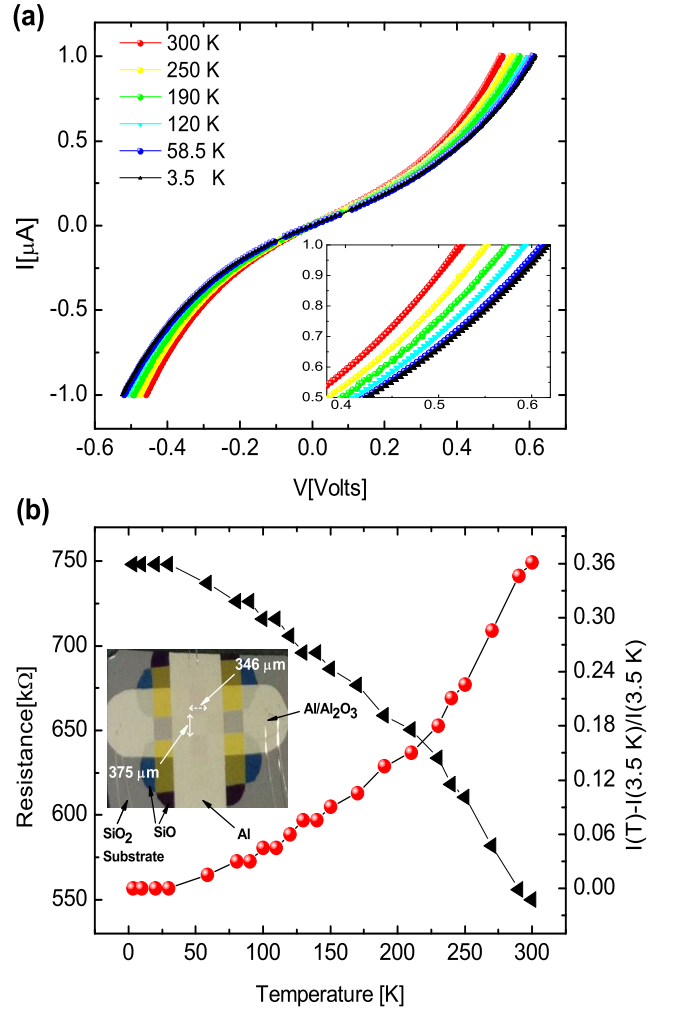 (a)
1.0
0.5
0.0
-0.5
-1.0
I[μA]
300 K
250 K
190 K
120 K
58.5 K
3.5 K
1.0
0.9
0.8
0.7
0.6
0.5
0.4 0.5 0.6
-0.6 -0.4 -0.2 0.0 0.2 0.4 0.6
V[Volts]
(b)
750
700
650
600
550
Resistance[kΩ]
346 μm
Al/Al2O3
375 μm
SiO2
Substrate
SiO
Al
0.36
0.30
0.24
0.18
0.12
0.06
0.00
I(T)-I(3.5 K)/I(3.5 K)
0 50 100 150 200 250 300
Temperature [K]